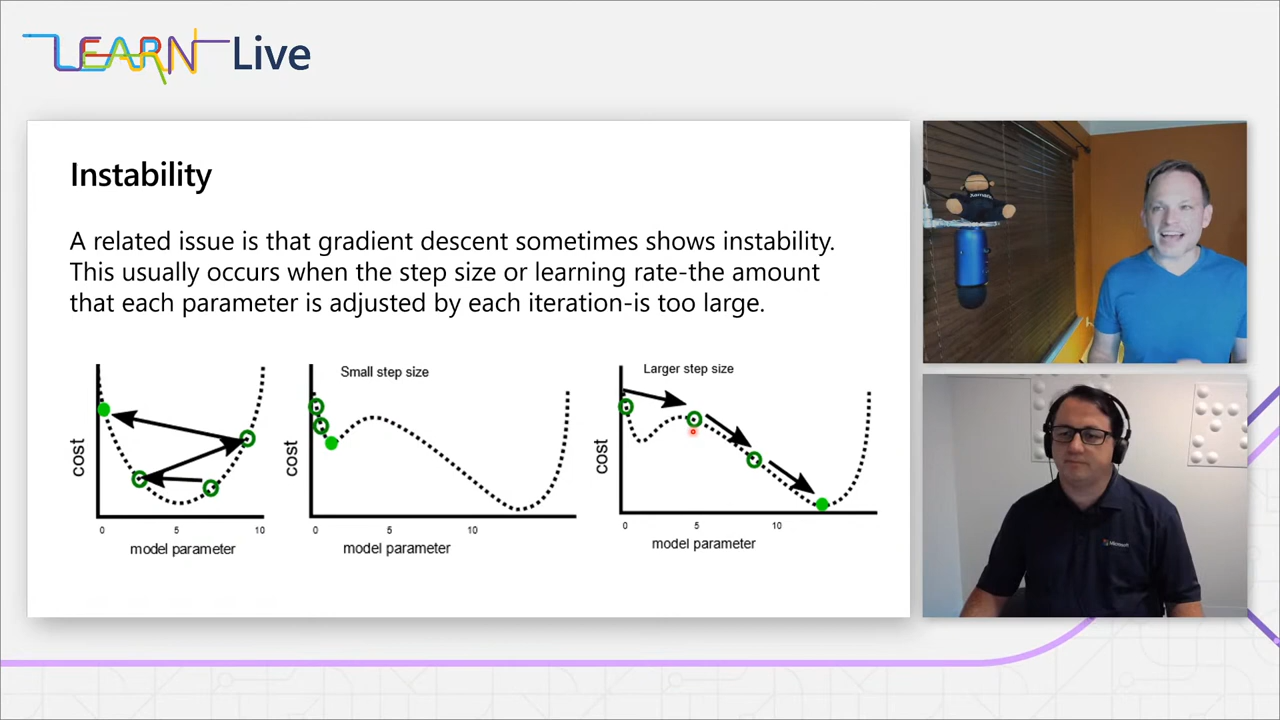 LEARN Live
Instability
A related issue is that gradient descent sometimes shows instability.
This usually occurs when the step size or learning rate-the amount
that each parameter is adjusted by each iteration-is too large.
cost
0 5 10
model parameter
Small step size
cost
0 5 10
model parameter
Larger step size
cost
0 5 10
model parameter
Xamarin
Microsoft